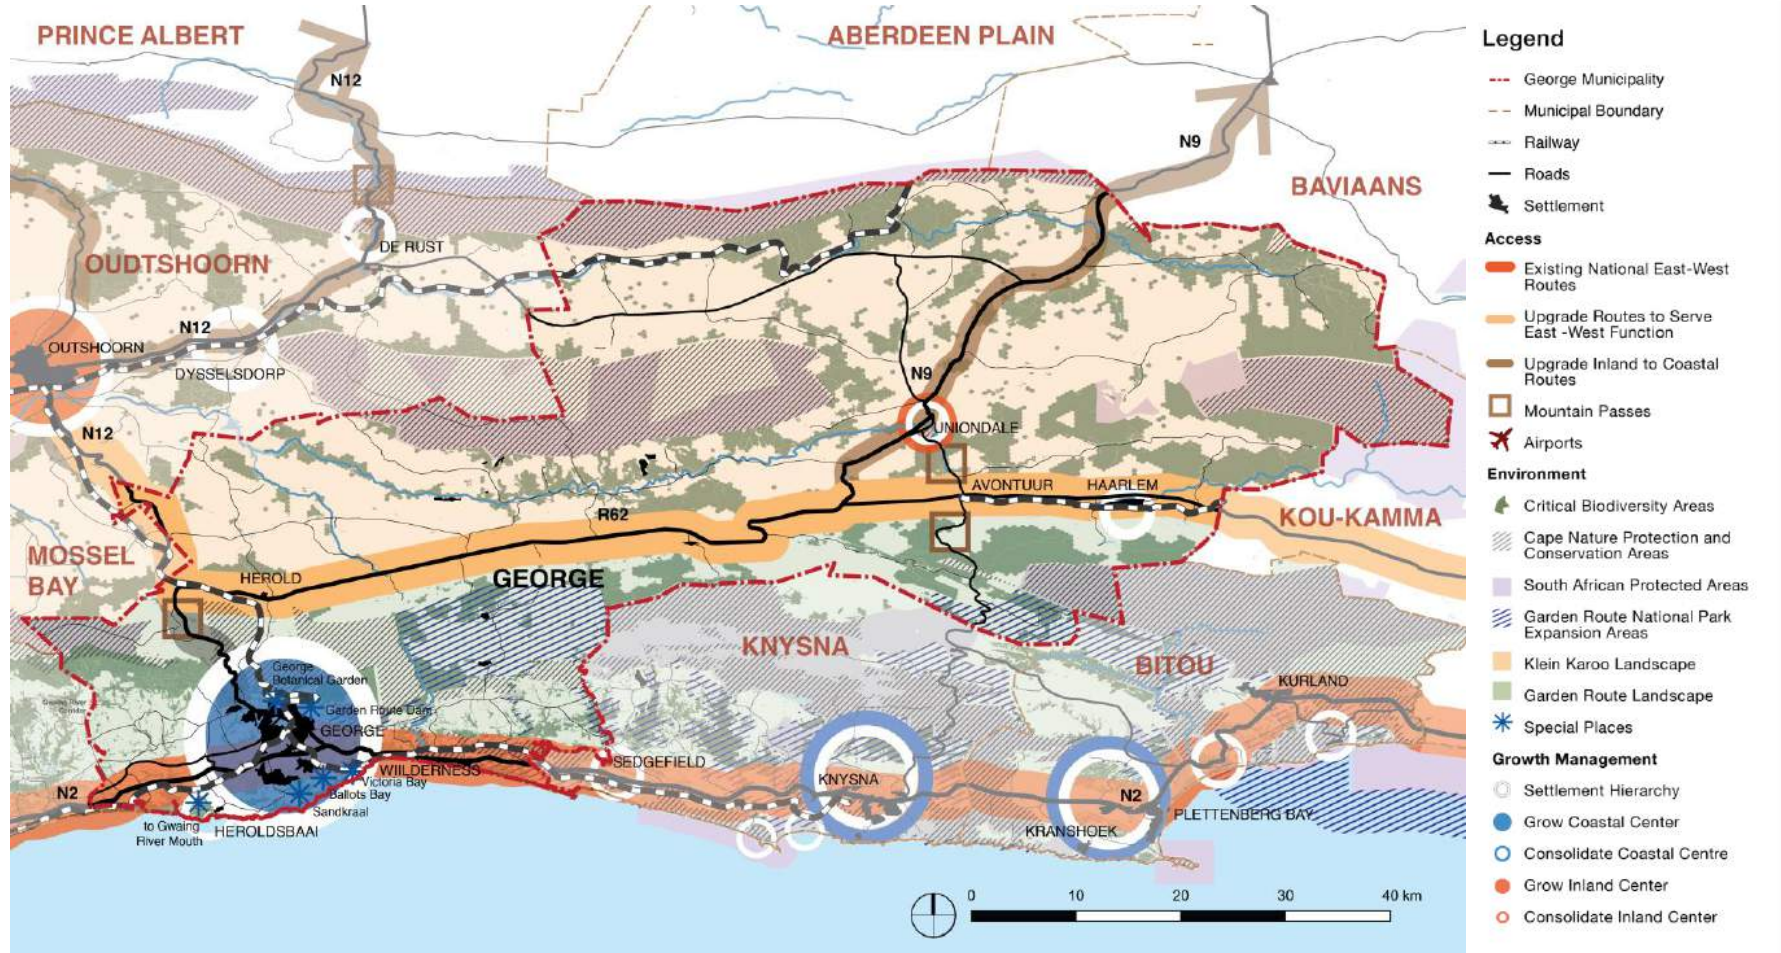 PRINCE ALBERT
ABERDEEN PLAIN
N12
N9
BAVIAANS
DE RUST
OUDTSHOORN
N12
OUTSHOORN
DYSSELSDORP
N9
N12
UNIONDALE
AVONTUUR
HAARLEM
R62
KOU-KAMMA
MOSSEL
BAY
HEROLD
GEORGE
KNYSNA
BITOU
George
Botanical Garden
KURLAND
Garden Route Dam
GEORGE
SEDGEFIELD
WIILDERNESS
Victoria Bay
KNYSNA
N2
Ballots Bay
N2
Sandkraal
PLETTENBERG BAY
to Gwaing
River Mouth
HEROLDSBAAI
KRANSHOEK
0 10 20 30 40 km
Legend
George Municipality
Municipal Boundary
Railway
Roads
Settlement
Access
Existing National East-West
Routes
Upgrade Routes to Serve
East -West Function
Upgrade Inland to Coastal
Routes
Mountain Passes
Airports
Environment
Critical Biodiversity Areas
Cape Nature Protection and
Conservation Areas
South African Protected Areas
Garden Route National Park
Expansion Areas
Klein Karoo Landscape
Garden Route Landscape
Special Places
Growth Management
Settlement Hierarchy
Grow Coastal Center
Consolidate Coastal Centre
Grow Inland Center
Consolidate Inland Center